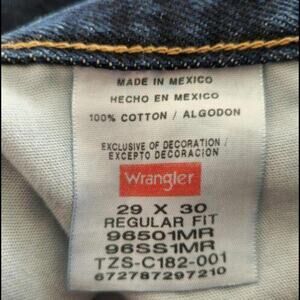 MADE IN MEXICO
HECHO EN MEXICO
100% COTTON / ALGODON
EXCLUSIVE OF DECORATION /
EXCEPTO DECORACION
Wrangler
29 X 30
REGULAR FIT
96501MR
96SS1MR
TZS-C182-001
672787297210